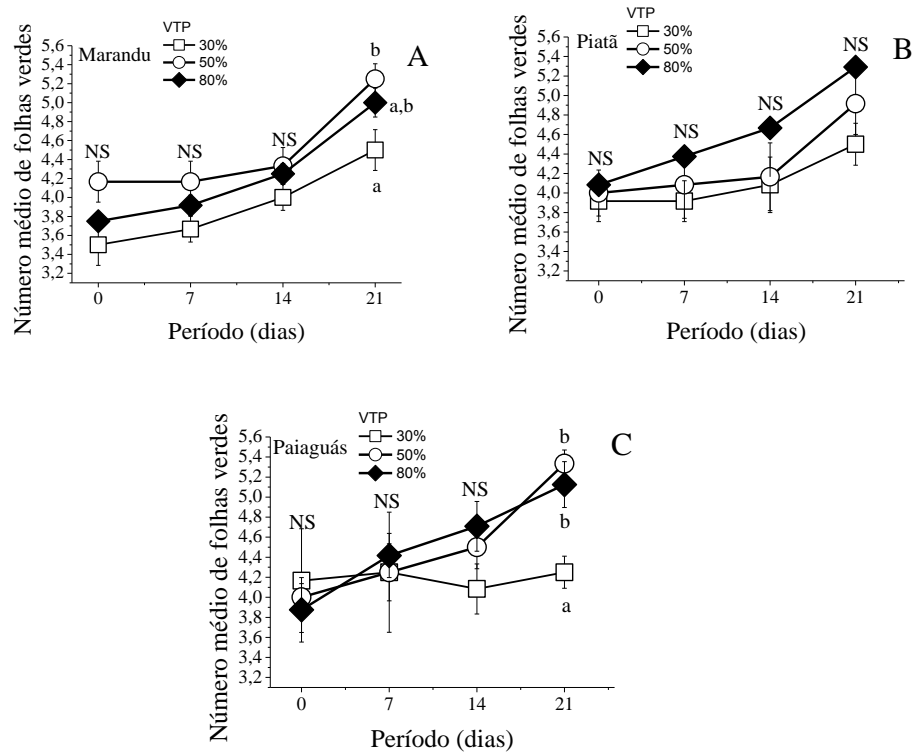 VTP
30%
50%
80%
Marandu
A
Número médio de folhas verdes
5,6
5,4
5,2
5,0
4,8
4,6
4,4
4,2
4,0
3,8
3,6
3,4
3,2
NS
NS
NS
b
a,b
a
0
7
14
21
Período (dias)
VTP
30%
50%
80%
Piatã
B
Número médio de folhas verdes
5,6
5,4
5,2
5,0
4,8
4,6
4,4
4,2
4,0
3,8
3,6
3,4
3,2
NS
NS
NS
NS
0
7
14
21
Período (dias)
VTP
30%
50%
80%
Paiaguás
C
Número médio de folhas verdes
5,6
5,4
5,2
5,0
4,8
4,6
4,4
4,2
4,0
3,8
3,6
3,4
3,2
NS
NS
NS
b
b
a
0
7
14
21
Período (dias)